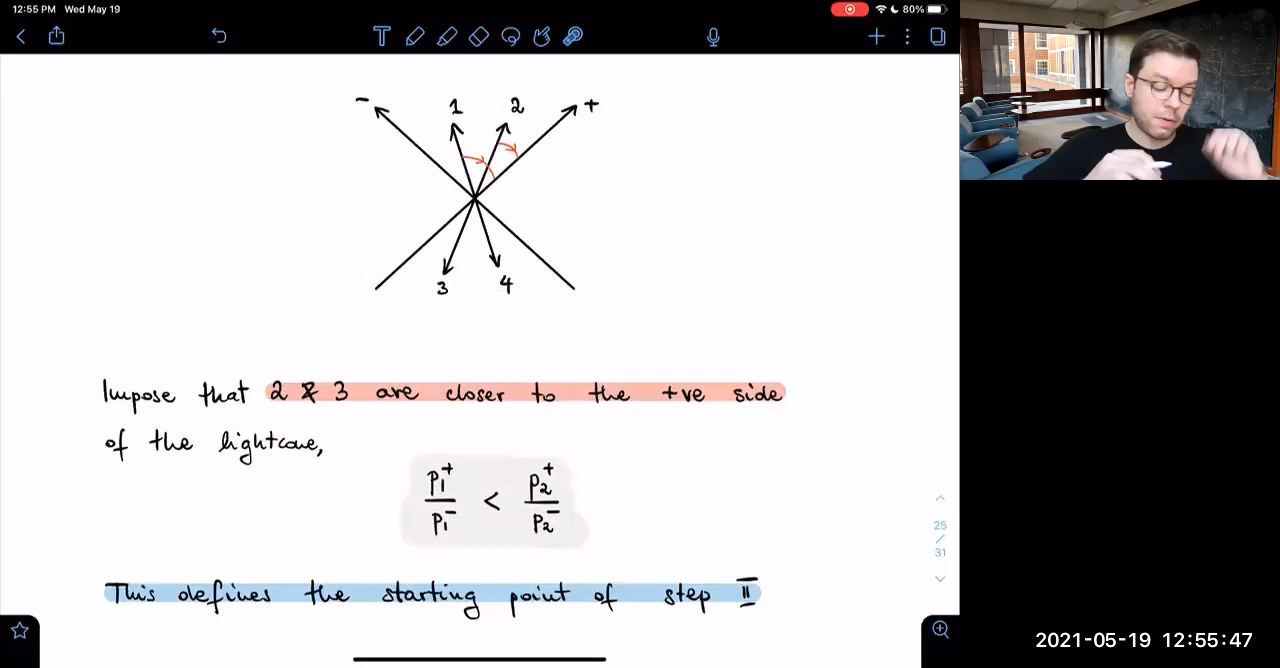 12:55 PM Wed May 19
80%
T
- 1 2 +
3 4
Impose that 2 & 3 are closer to the +ve side
of the lightcone,
p₁⁺/p₁⁻ < p₂⁺/p₂⁻
This defines the starting point of step II
25
/
31
2021-05-19 12:55:47